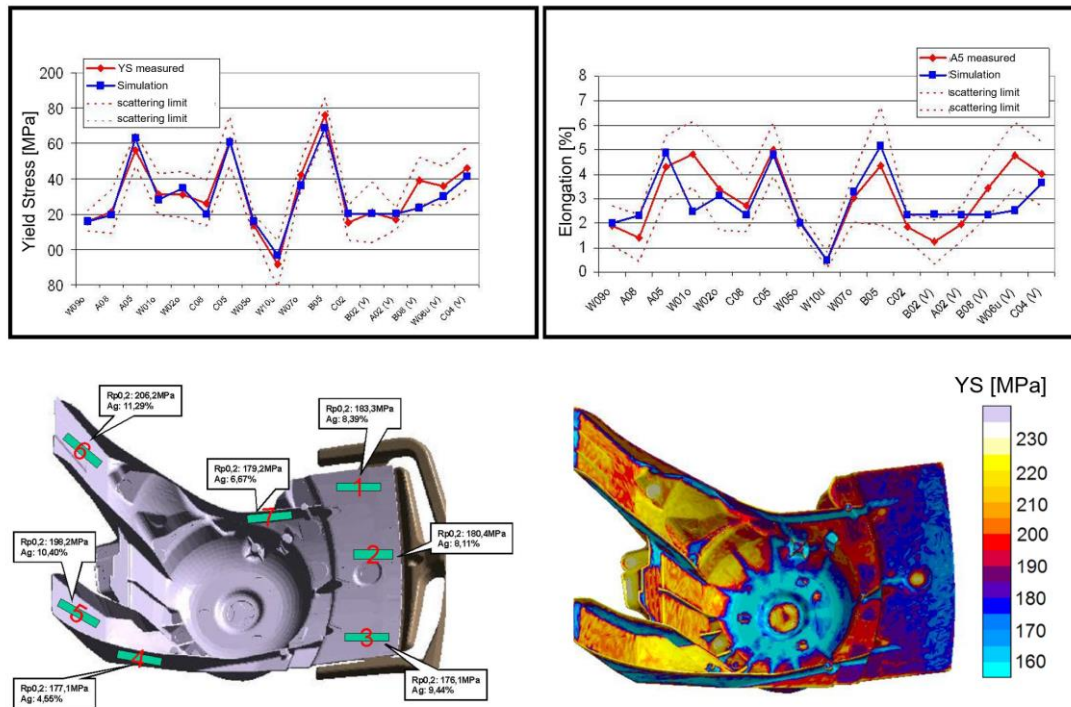 YS measured
Simulation
scattering limit
scattering limit
Yield Stress [MPa]
200
80
60
40
20
00
80
W09o
A08
A05
W01o
W02o
C08
C05
W05o
W10u
W07o
B05
C02
B02 (V)
A02 (V)
B08 (V)
W06u (V)
C04 (V)
A5 measured
Simulation
scattering limit
scattering limit
Elongation [%]
8
7
6
5
4
3
2
1
0
W09o
A08
A05
W01o
W02o
C08
C05
W05o
W10u
W07o
B05
C02
B02 (V)
A02 (V)
B08 (V)
W06u (V)
C04 (V)
Rp0,2: 206,2MPa
Ag: 11,29%
6
Rp0,2: 183,3MPa
Ag: 8,39%
1
Rp0,2: 179,2MPa
Ag: 6,67%
7
Rp0,2: 180,4MPa
Ag: 8,11%
2
Rp0,2: 198,2MPa
Ag: 10,40%
5
3
4
Rp0,2: 177,1MPa
Ag: 4,55%
Rp0,2: 176,1MPa
Ag: 9,44%
YS [MPa]
230
220
210
200
190
180
170
160